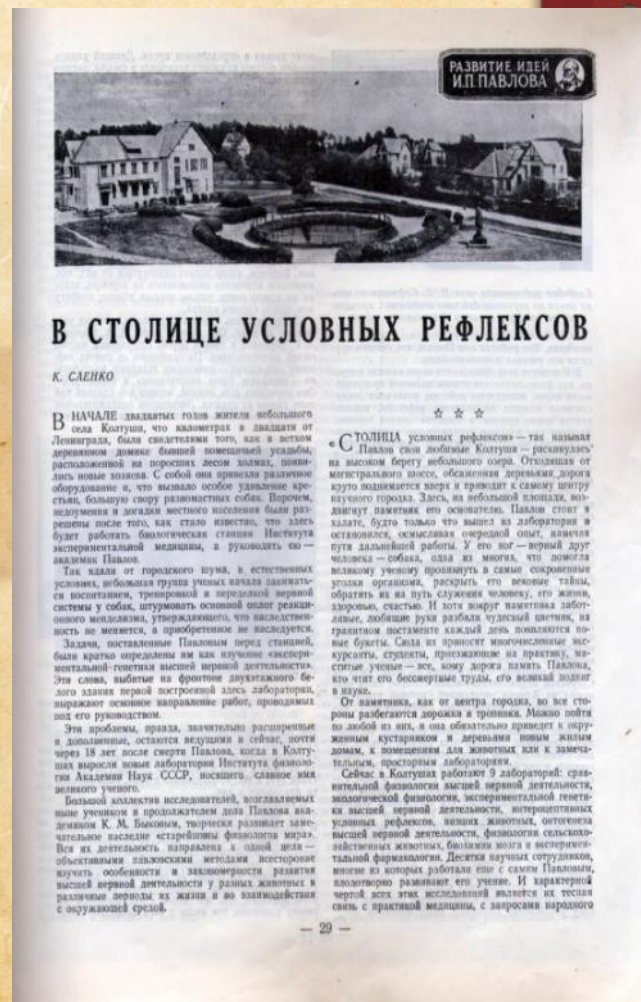 РАЗВИТИЕ ИДЕЙ
И.П. ПАВЛОВА
В СТОЛИЦЕ УСЛОВНЫХ РЕФЛЕКСОВ
К. САЕНКО
В НАЧАЛЕ двадцатых годов жители небольшого
села Колтуши, что километрах в двадцати от
Ленинграда, были свидетелями того, как в ветхом
деревянном домике бывшей помещичьей усадьбы,
расположенной на поросших лесом холмах, появи-
лись новые хозяева. С собой они привезли различное
оборудование и, что вызвало особое удивление кре-
стьян, большую свору разномастных собак. Впрочем,
недоумения и догадки местного населения были раз-
решены после того, как стало известно, что здесь
будет работать биологическая станция Института
экспериментальной медицины, а руководить ею —
академик Павлов.
Так вдали от городского шума, в естественных
условиях, небольшая группа ученых начала занимать-
ся воспитанием, тренировкой и переделкой нервной
системы у собак, штурмовать основной оплот реакци-
онного менделизма, утверждающего, что наследствен-
ность не меняется, а приобретенное не наследуется.
Задачи, поставленные Павловым перед станцией,
были кратко определены им как изучение «экспери-
ментальной генетики высшей нервной деятельности».
Эти слова, выбитые на фронтоне двухэтажного бе-
лого здания первой построенной здесь лаборатории,
выражают основное направление работ, проводимых
под его руководством.
Эти проблемы, правда, значительно расширенные
и дополненные, остаются ведущими и сейчас, почти
через 18 лет после смерти Павлова, когда в Колту-
шах выросли новые лаборатории Института физиоло-
гии Академии Наук СССР, носящего славное имя
великого ученого.
Большой коллектив исследователей, возглавляемых
ныне учеником и продолжателем дела Павлова ака-
демиком К. М. Быковым, творчески развивает заме-
чательное наследие «старейшины физиологов мира».
Вся их деятельность направлена к одной цели —
объективными павловскими методами всесторонне
изучить особенности и закономерности развития
высшей нервной деятельности у разных животных в
различные периоды их жизни и во взаимодействии
с окружающей средой.
☆ ☆ ☆
«СТОЛИЦА условных рефлексов» — так называл
Павлов свои любимые Колтуши — раскинулась
на высоком берегу небольшого озера. Отходящая от
магистрального шоссе, обсаженная деревьями дорога
круто поднимается вверх и приводит к самому центру
научного городка. Здесь, на небольшой площади, воз-
двигнут памятник его основателю. Павлов стоит в
халате, будто только что вышел из лаборатории и
остановился, осмысливая очередной опыт, намечая
пути дальнейшей работы. У его ног — верный друг
человека — собака, одна из многих, что помогла
великому ученому проникнуть в самые сокровенные
уголки организма, раскрыть его вековые тайны,
обратить их на путь служения человеку, его жизни,
здоровью, счастью. И хотя вокруг памятника забот-
ливые, любящие руки разбили чудесный цветник, на
гранитном постаменте каждый день появляются но-
вые букеты. Сюда их приносят многочисленные экс-
курсанты, студенты, приезжающие на практику, ма-
ститые ученые — все, кому дорога память Павлова,
кто чтит его бессмертные труды, его великий подвиг
в науке.
От памятника, как от центра города, во все сто-
роны разбегаются дорожки и тропинки. Можно пойти
по любой из них, и она обязательно приведет к окру-
женным кустарником и деревьями новым жилым
домам, к помещениям для животных или к замеча-
тельным, просторным лабораториям.
Сейчас в Колтушах работают 9 лабораторий: срав-
нительной физиологии высшей нервной деятельности,
экологической физиологии, экспериментальной генети-
ки высшей нервной деятельности, интероцептивных
условных рефлексов, низших животных, онтогенеза
высшей нервной деятельности, физиологии сельскохо-
зяйственных животных, биохимии мозга и эксперимен-
тальной фармакологии. Десятки научных сотрудников,
многие из которых работали еще с самим Павловым,
плодотворно развивают его учение. И характерной
чертой всех этих исследований является их тесная
связь с практикой медицины, с запросами народного
— 29 —